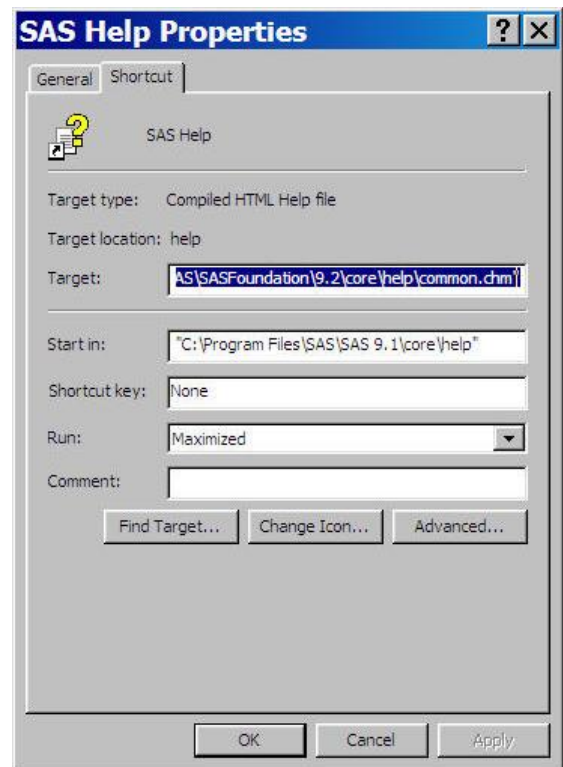 SAS Help Properties
General Shortcut
SAS Help
Target type: Compiled HTML Help file
Target location: help
Target: AS\SASFoundation\9.2\core\help\common.chm"
Start in: "C:\Program Files\SAS\SAS 9.1\core\help"
Shortcut key: None
Run: Maximized
Comment:
Find Target... Change Icon... Advanced...
OK Cancel Apply